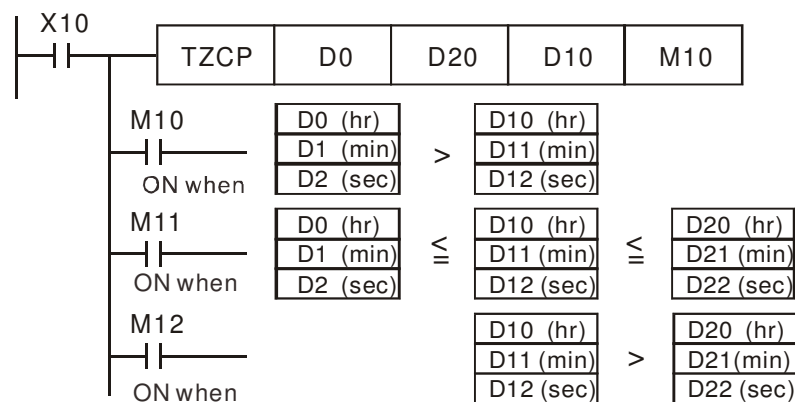 X10
TZCP D0 D20 D10 M10
M10
ON when
D0 (hr)
D1 (min)
D2 (sec)
>
D10 (hr)
D11 (min)
D12 (sec)
M11
ON when
D0 (hr)
D1 (min)
D2 (sec)
≦
D10 (hr)
D11 (min)
D12 (sec)
≦
D20 (hr)
D21 (min)
D22 (sec)
M12
ON when
D10 (hr)
D11 (min)
D12 (sec)
>
D20 (hr)
D21(min)
D22 (sec)